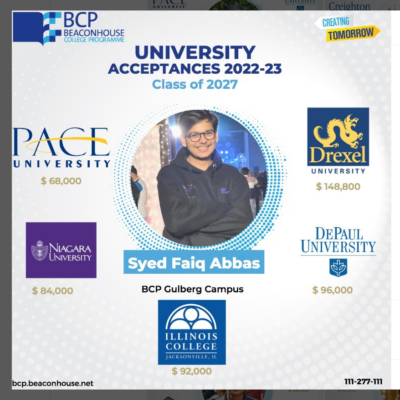 BCP
BEACONHOUSE
COLLEGE PROGRAMME
Creighton
CREATING
TOMORROW
UNIVERSITY
ACCEPTANCES 2022-23
Class of 2027
PACE
UNIVERSITY
$ 68,000
Drexel
UNIVERSITY
$ 148,800
NIAGARA
UNIVERSITY
$ 84,000
DEPAUL
UNIVERSITY
$ 96,000
Syed Faiq Abbas
BCP Gulberg Campus
ILLINOIS
COLLEGE
JACKSONVILLE, IL
$ 92,000
bcp.beaconhouse.net
111-277-111